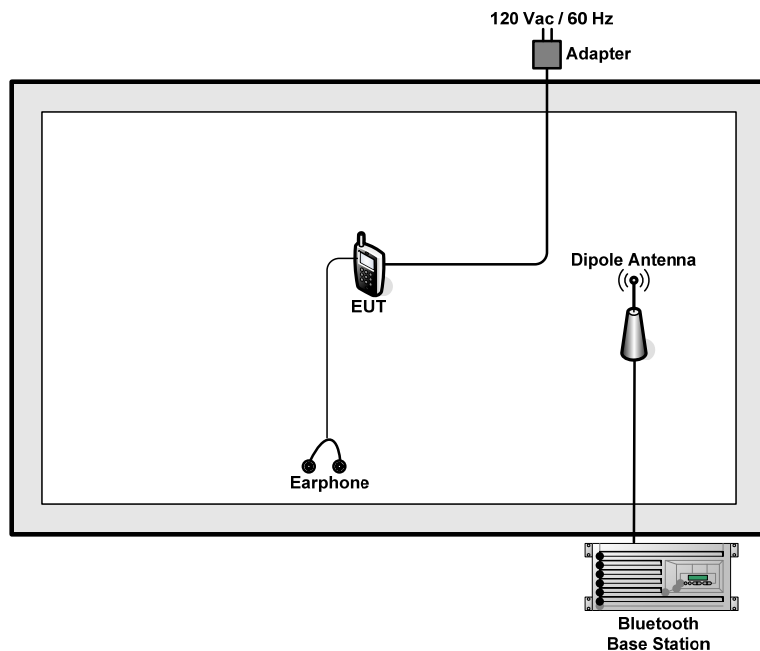 120 Vac / 60 Hz
Adapter
Dipole Antenna
EUT
Earphone
Bluetooth
Base Station